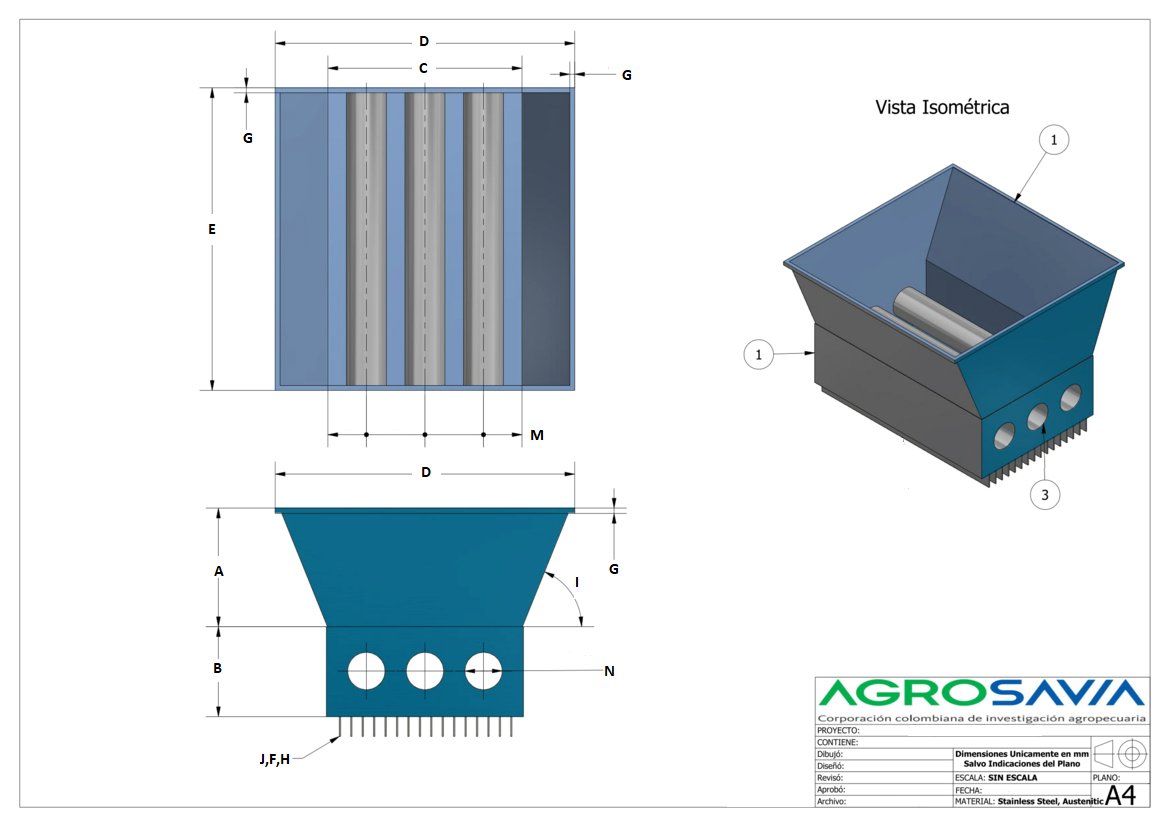 D
C
G
G
E
M
Vista Isométrica
1
1
3
D
A
G
I
B
N
J,F,H
AGROSAVIA
Corporación colombiana de investigación agropecuaria
PROYECTO:
CONTIENE:
Dibujó:
Dimensiones Unicamente en mm
Diseñó:
Salvo Indicaciones del Plano
Revisó:
ESCALA: SIN ESCALA
PLANO:
Aprobó:
FECHA:
A4
Archivo:
MATERIAL: Stainless Steel, Austenitic